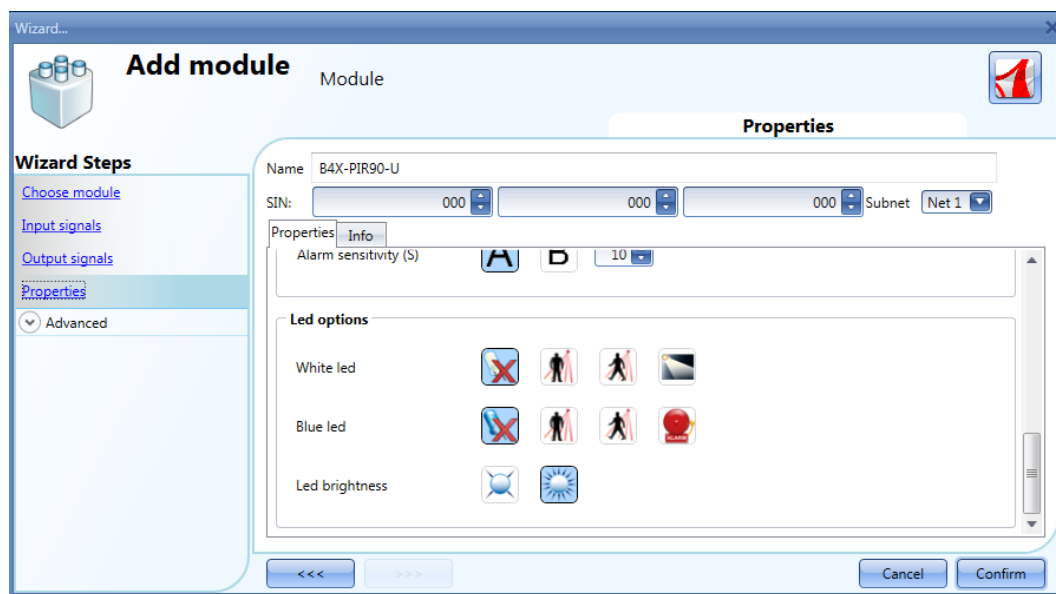 Wizard...
Add module
Module
Properties
Wizard Steps
Choose module
Input signals
Output signals
Properties
Advanced
Name B4X-PIR90-U
SIN: 000 000 000 Subnet Net 1
Properties Info
Alarm sensitivity (S) A B 10
Led options
White led
Blue led
ALARM
Led brightness
<<< >>> Cancel Confirm